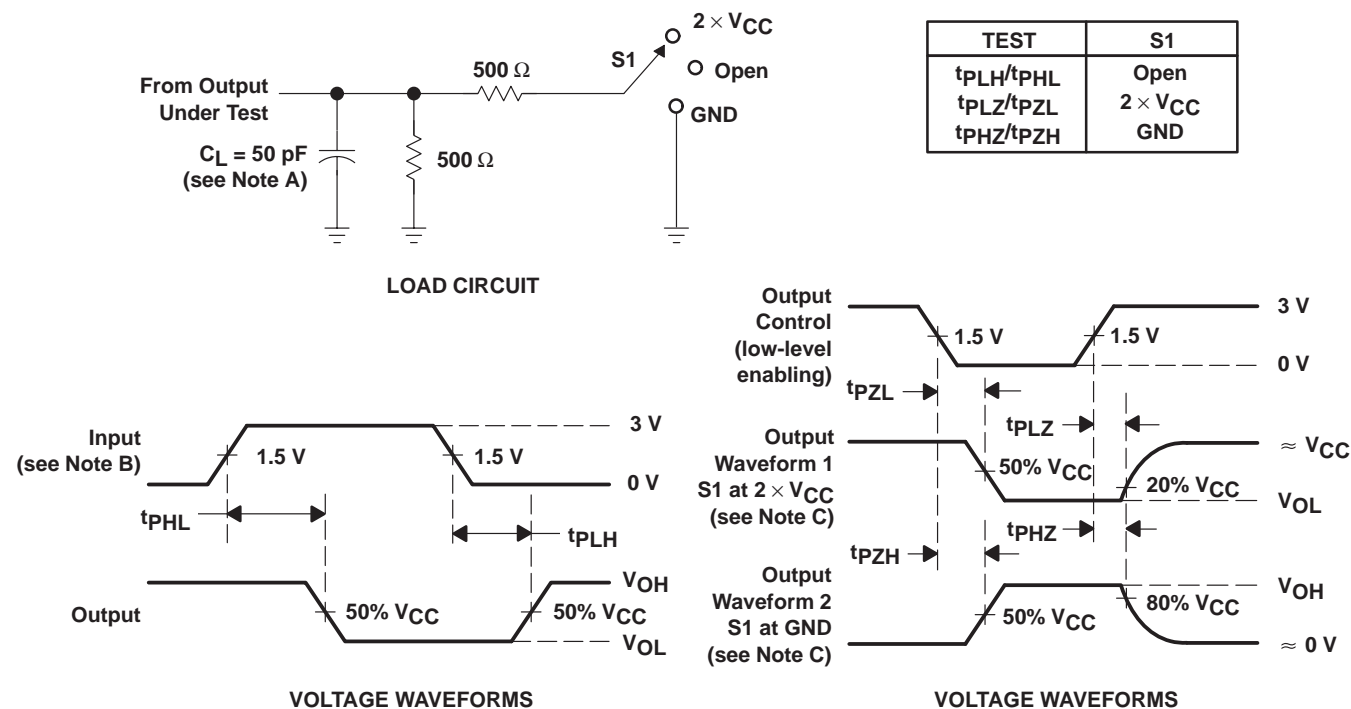 2 × VCC
S1
Open
GND
500 Ω
From Output
Under Test
CL = 50 pF
(see Note A)
500 Ω
LOAD CIRCUIT
TEST S1
tPLH/tPHL Open
tPLZ/tPZL 2 × VCC
tPHZ/tPZH GND
Input
(see Note B)
1.5 V
1.5 V
3 V
0 V
tPHL
tPLH
Output
50% VCC
50% VCC
VOH
VOL
VOLTAGE WAVEFORMS
Output
Control
(low-level
enabling)
1.5 V
1.5 V
3 V
0 V
tPZL
tPLZ
Output
Waveform 1
S1 at 2 × VCC
(see Note C)
50% VCC
20% VCC
≈ VCC
VOL
tPZH
tPHZ
Output
Waveform 2
S1 at GND
(see Note C)
50% VCC
80% VCC
VOH
≈ 0 V
VOLTAGE WAVEFORMS